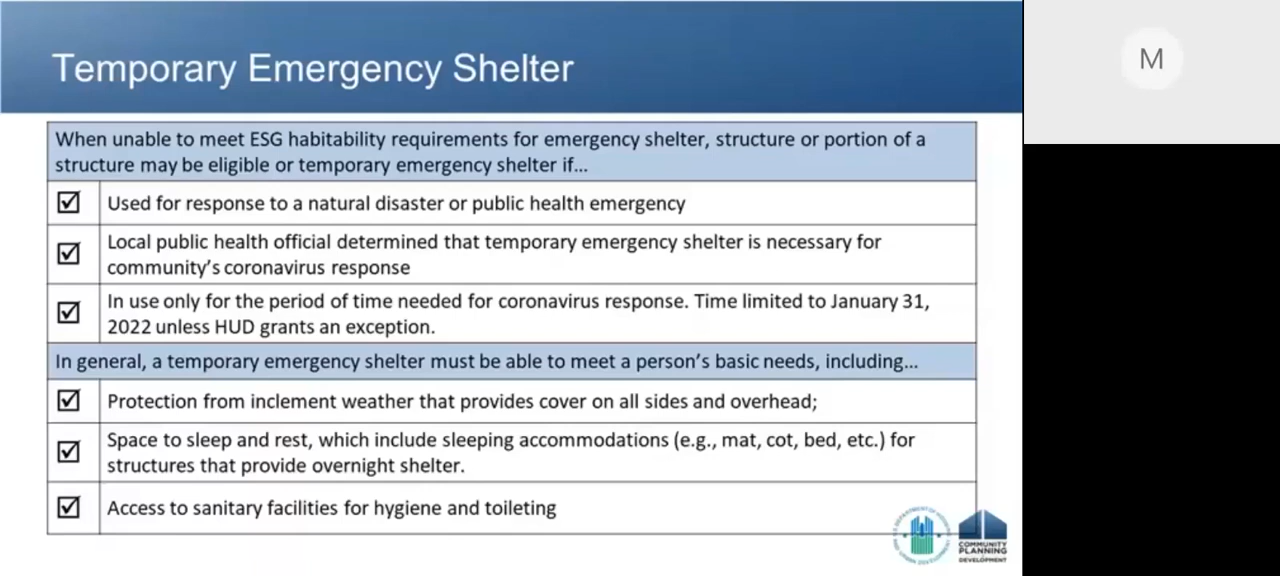 Temporary Emergency Shelter
M
When unable to meet ESG habitability requirements for emergency shelter, structure or portion of a
structure may be eligible or temporary emergency shelter if...
Used for response to a natural disaster or public health emergency
Local public health official determined that temporary emergency shelter is necessary for
community's coronavirus response
In use only for the period of time needed for coronavirus response. Time limited to January 31,
2022 unless HUD grants an exception.
In general, a temporary emergency shelter must be able to meet a person's basic needs, including...
Protection from inclement weather that provides cover on all sides and overhead;
Space to sleep and rest, which include sleeping accommodations (e.g., mat, cot, bed, etc.) for
structures that provide overnight shelter.
Access to sanitary facilities for hygiene and toileting
COMMUNITY
PLANNING
DEVELOPMENT